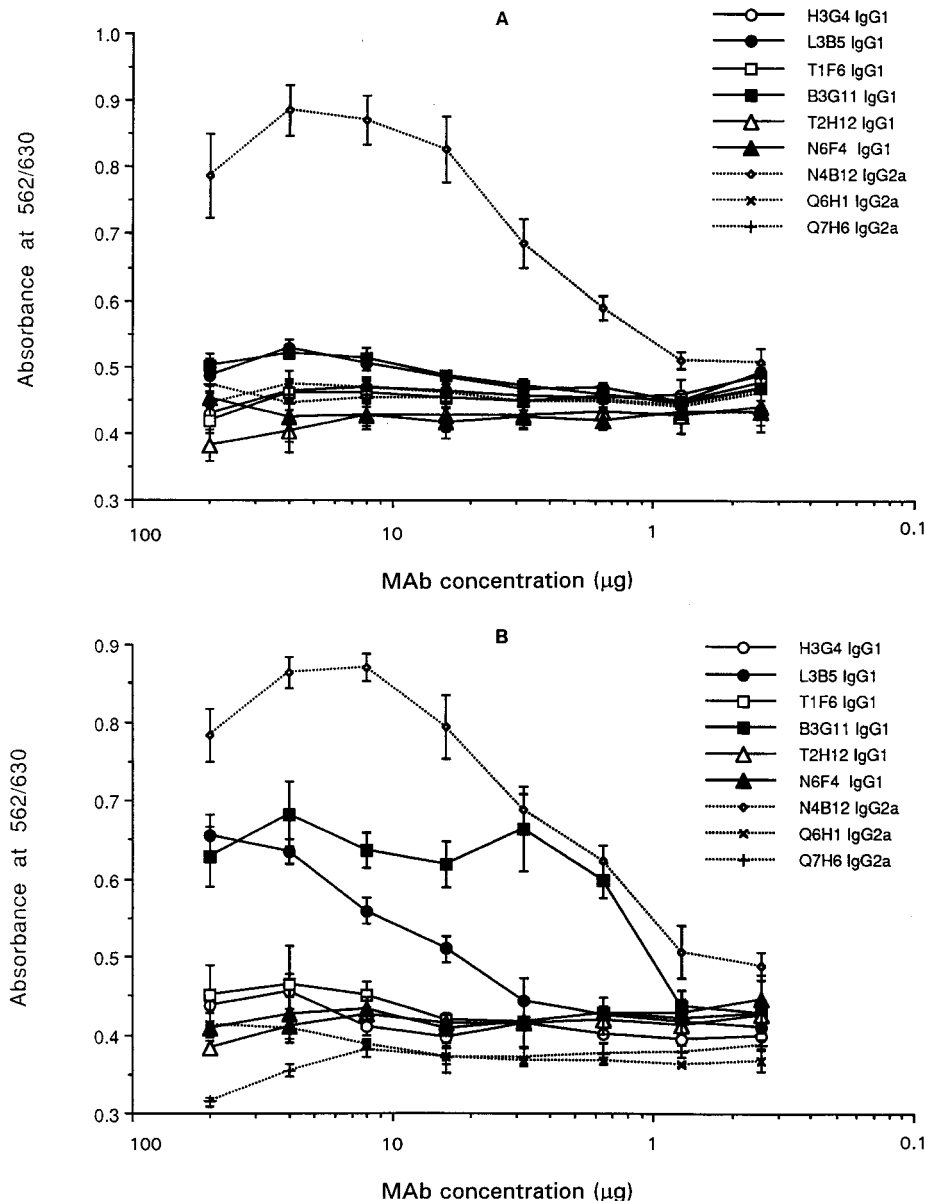 A
H3G4 IgG1
L3B5 IgG1
T1F6 IgG1
B3G11 IgG1
T2H12 IgG1
N6F4 IgG1
N4B12 IgG2a
Q6H1 IgG2a
Q7H6 IgG2a
Absorbance at 562/630
1.0
0.9
0.8
0.7
0.6
0.5
0.4
0.3
100
10
1
0.1
MAb concentration (µg)
B
H3G4 IgG1
L3B5 IgG1
T1F6 IgG1
B3G11 IgG1
T2H12 IgG1
N6F4 IgG1
N4B12 IgG2a
Q6H1 IgG2a
Q7H6 IgG2a
Absorbance at 562/630
0.9
0.8
0.7
0.6
0.5
0.4
0.3
100
10
1
0.1
MAb concentration (µg)